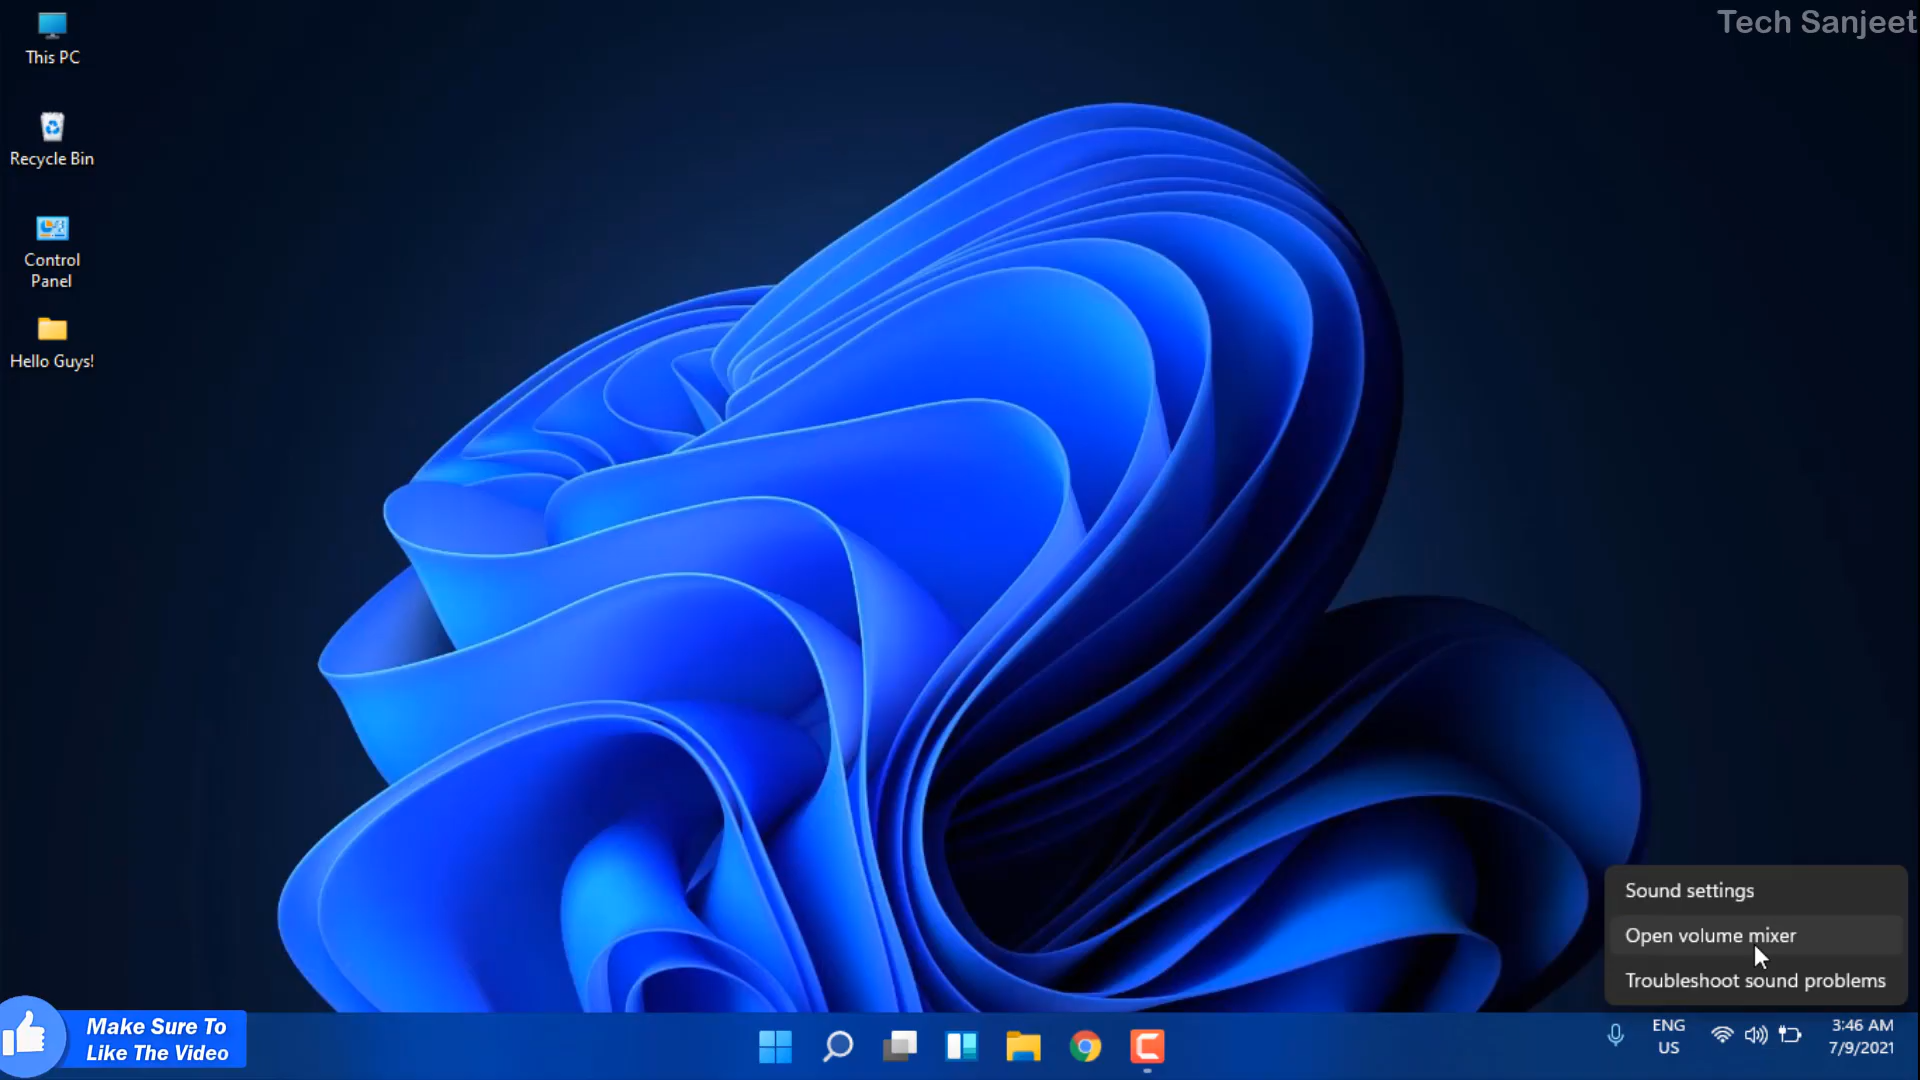 Tech Sanjeet
This PC
Recycle Bin
Control
Panel
Hello Guys!
Sound settings
Open volume mixer
Troubleshoot sound problems
Make Sure To
Like The Video
ENG
US
3:46 AM
7/9/2021